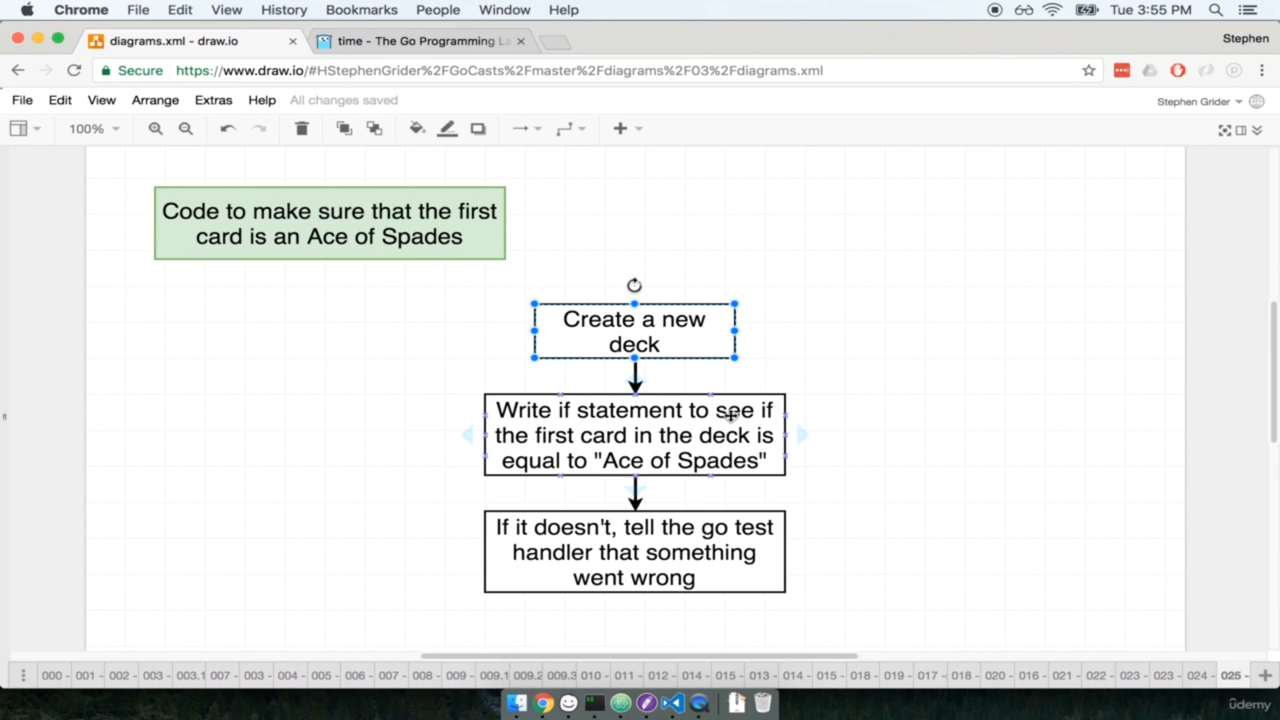 Chrome File Edit View History Bookmarks People Window Help Tue 3:55 PM
diagrams.xml - draw.io × time - The Go Programming La × Stephen
Secure https://www.draw.io/#HStephenGrider%2FGoCasts%2Fmaster%2Fdiagrams%2F03%2Fdiagrams.xml
File Edit View Arrange Extras Help All changes saved Stephen Grider
100%
Code to make sure that the first
card is an Ace of Spades
Create a new
deck
Write if statement to see if
the first card in the deck is
equal to "Ace of Spades"
If it doesn't, tell the go test
handler that something
went wrong
000 - 001 - 002 - 003 - 003.1 007 - 003 - 004 - 005 - 009 - 009.1 009.2 009.3 010 - 011 - 012 - 014 - 015 - 013 - 014 - 015 - 018 - 019 - 017 - 018 - 020 - 016 - 021 - 022 - 023 - 022 - 023 - 024 - 025 -
ûdemy